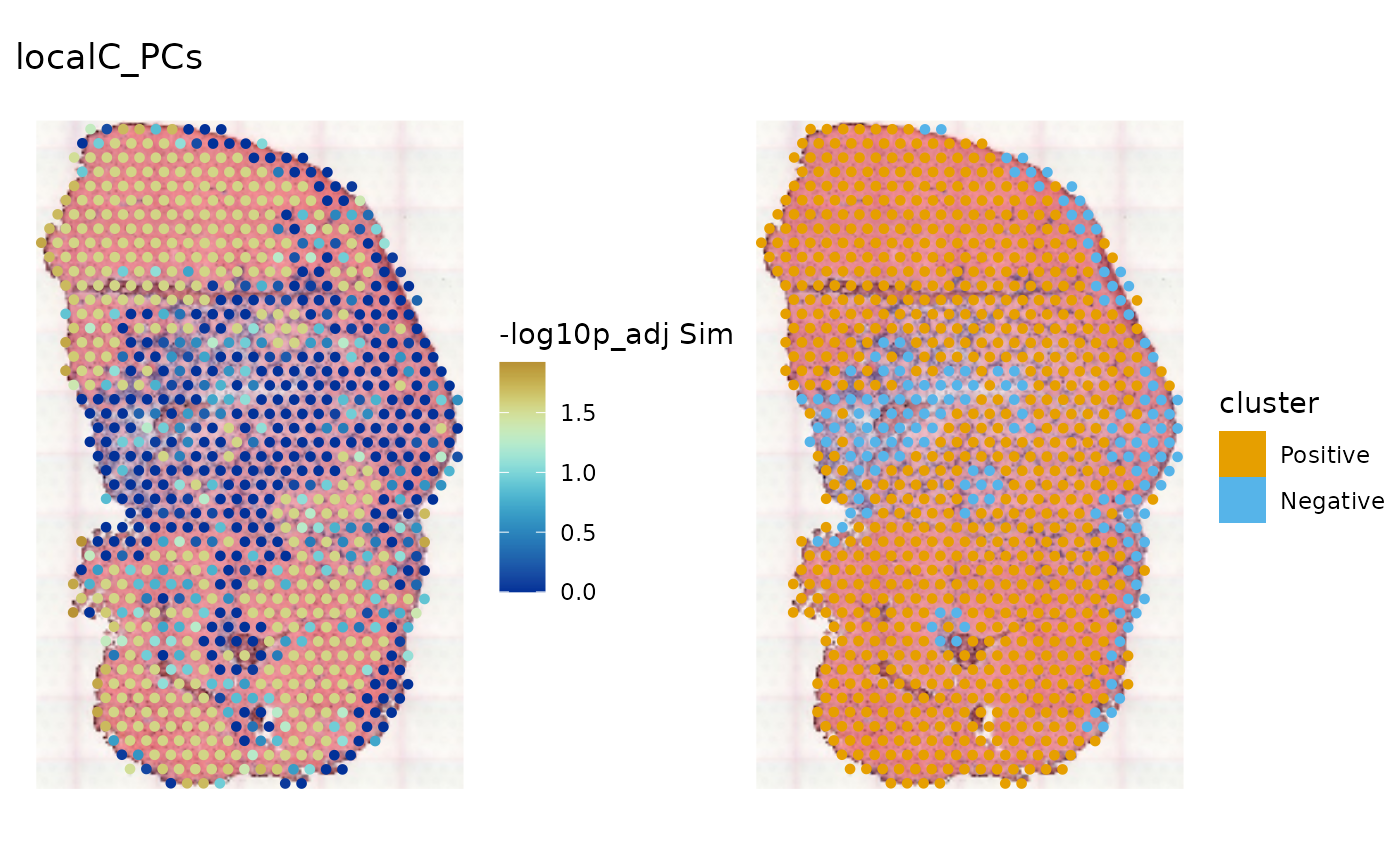 localC_PCs
-log10p_adj Sim
1.5
1.0
0.5
0.0
cluster
Positive
Negative